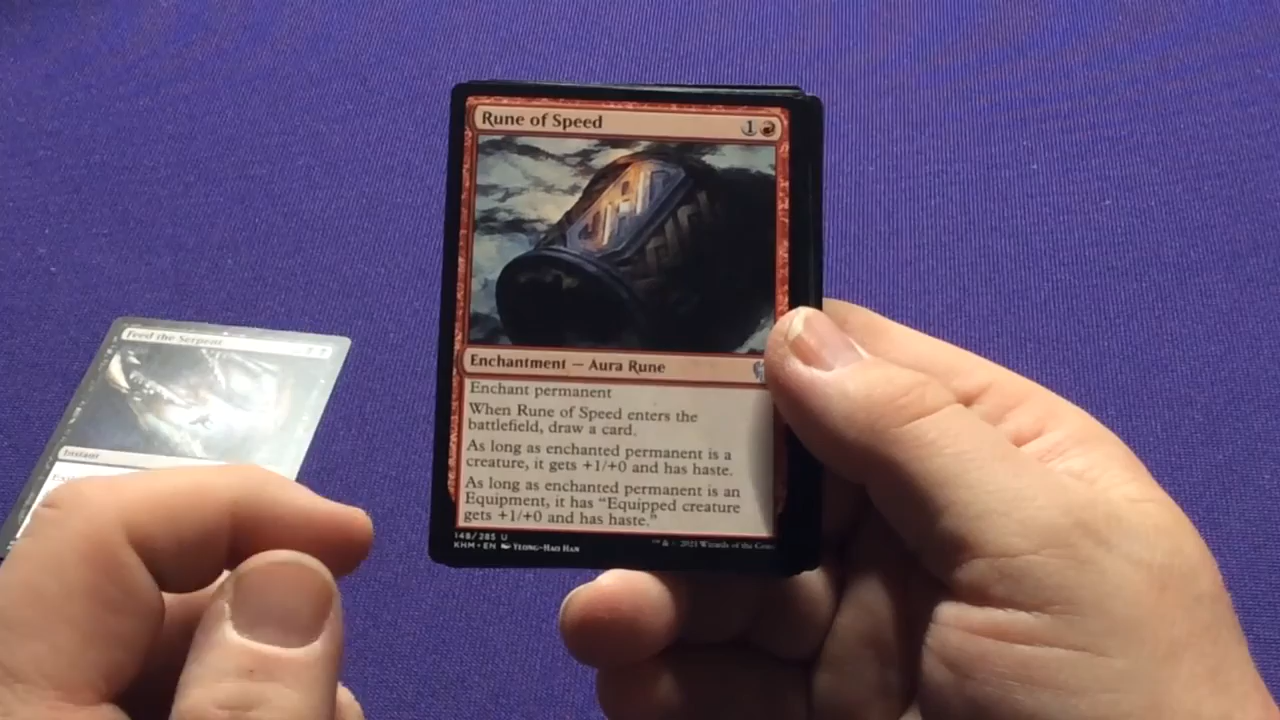 Rune of Speed
1
Enchantment — Aura Rune
Enchant permanent
When Rune of Speed enters the
battlefield, draw a card.
As long as enchanted permanent is a
creature, it gets +1/+0 and has haste.
As long as enchanted permanent is an
Equipment, it has “Equipped creature
gets +1/+0 and has haste.”
148/285 U
KHM • EN Yeong-Hao Han
™ & © 2021 Wizards of the
Feed the Serpent
Instant